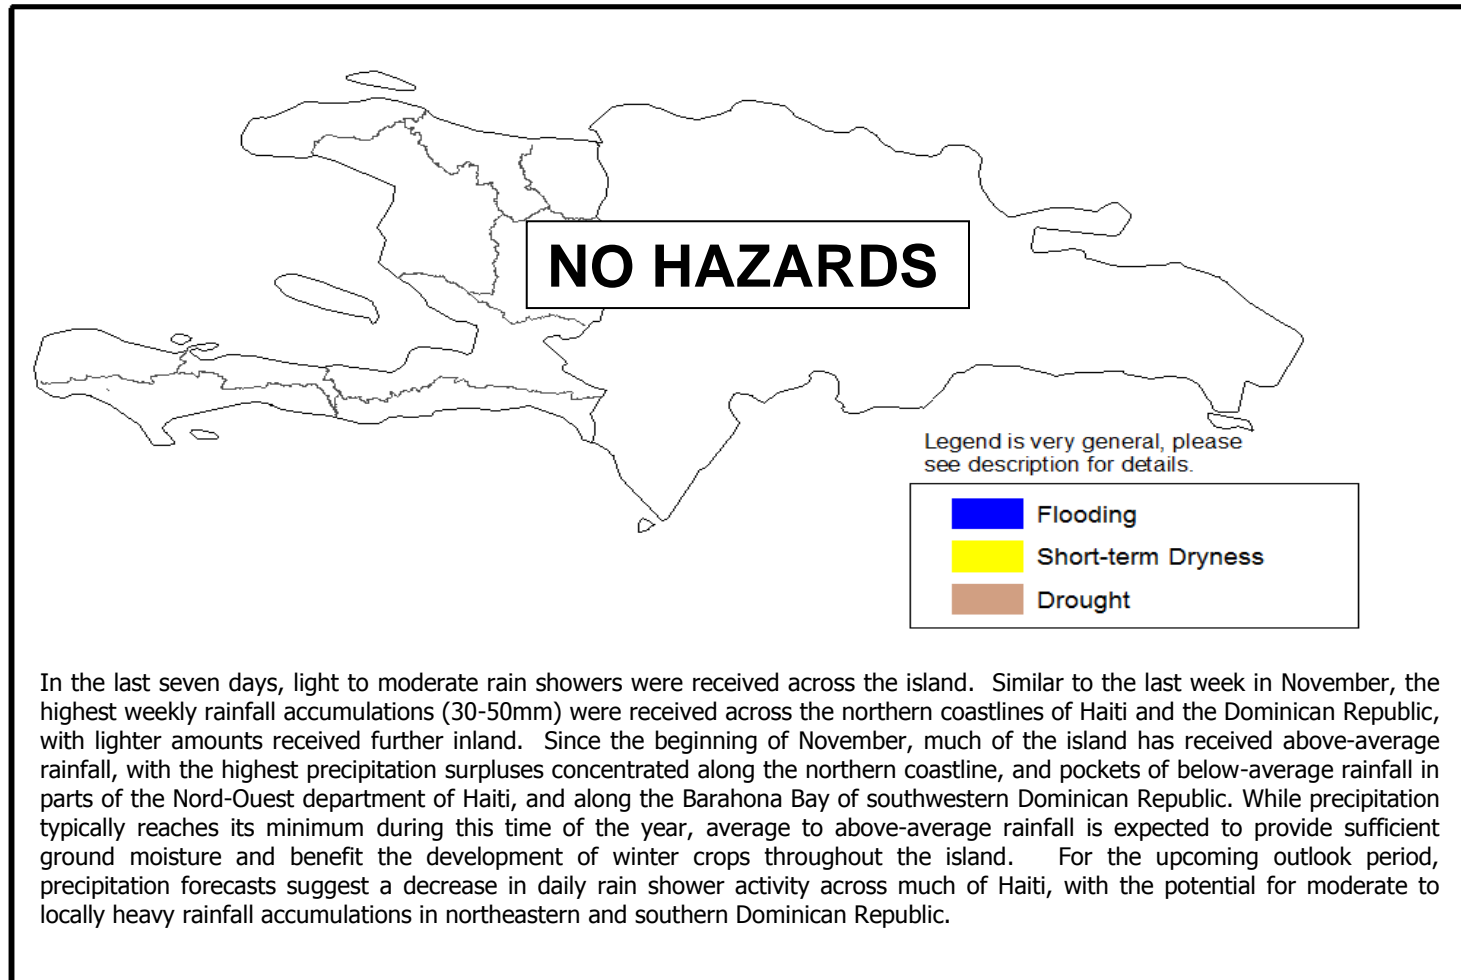 NO HAZARDS
Legend is very general, please
see description for details.
Flooding
Short-term Dryness
Drought
In the last seven days, light to moderate rain showers were received across the island.  Similar to the last week in November, the
highest weekly rainfall accumulations (30-50mm) were received across the northern coastlines of Haiti and the Dominican Republic,
with lighter amounts received further inland.  Since the beginning of November, much of the island has received above-average
rainfall, with the highest precipitation surpluses concentrated along the northern coastline, and pockets of below-average rainfall in
parts of the Nord-Ouest department of Haiti, and along the Barahona Bay of southwestern Dominican Republic. While precipitation
typically reaches its minimum during this time of the year, average to above-average rainfall is expected to provide sufficient
ground moisture and benefit the development of winter crops throughout the island.   For the upcoming outlook period,
precipitation forecasts suggest a decrease in daily rain shower activity across much of Haiti, with the potential for moderate to
locally heavy rainfall accumulations in northeastern and southern Dominican Republic.